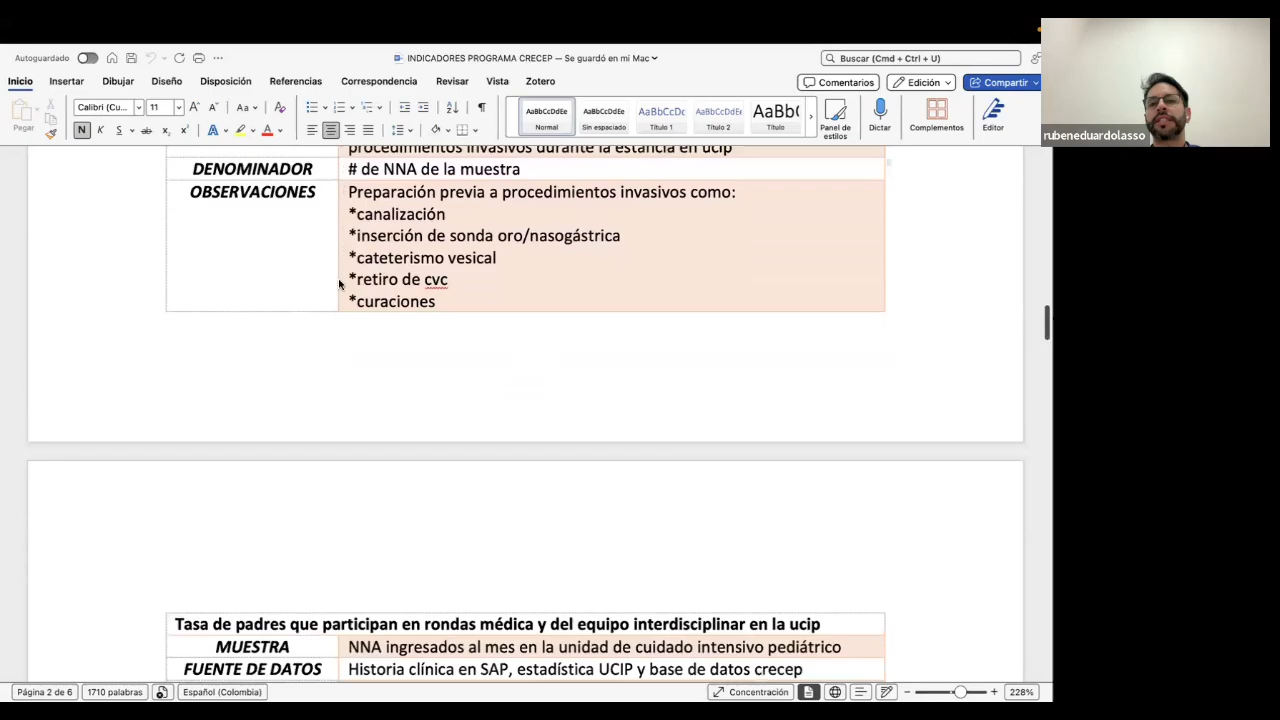 Autoguardado
INDICADORES PROGRAMA CRECEP — Se guardó en mi Mac
Buscar (Cmd + Ctrl + U)
Inicio Insertar Dibujar Diseño Disposición Referencias Correspondencia Revisar Vista Zotero
Comentarios Edición Compartir
Pegar
Calibri (Cu... 11
AaBbCcDdEe AaBbCcDdEe AaBbCcDc AaBbCcDdEe AaBb(
Normal Sin espaciado Título 1 Título 2 Título
Panel de estilos
Dictar
Complementos
Editor
rubeneduardolasso
procedimientos invasivos durante la estancia en ucip
DENOMINADOR # de NNA de la muestra
OBSERVACIONES Preparación previa a procedimientos invasivos como:
*canalización
*inserción de sonda oro/nasogástrica
*cateterismo vesical
*retiro de cvc
*curaciones
Tasa de padres que participan en rondas médica y del equipo interdisciplinar en la ucip
MUESTRA NNA ingresados al mes en la unidad de cuidado intensivo pediátrico
FUENTE DE DATOS Historia clínica en SAP, estadística UCIP y base de datos crecep
Página 2 de 6 1710 palabras Español (Colombia) Concentración 228%